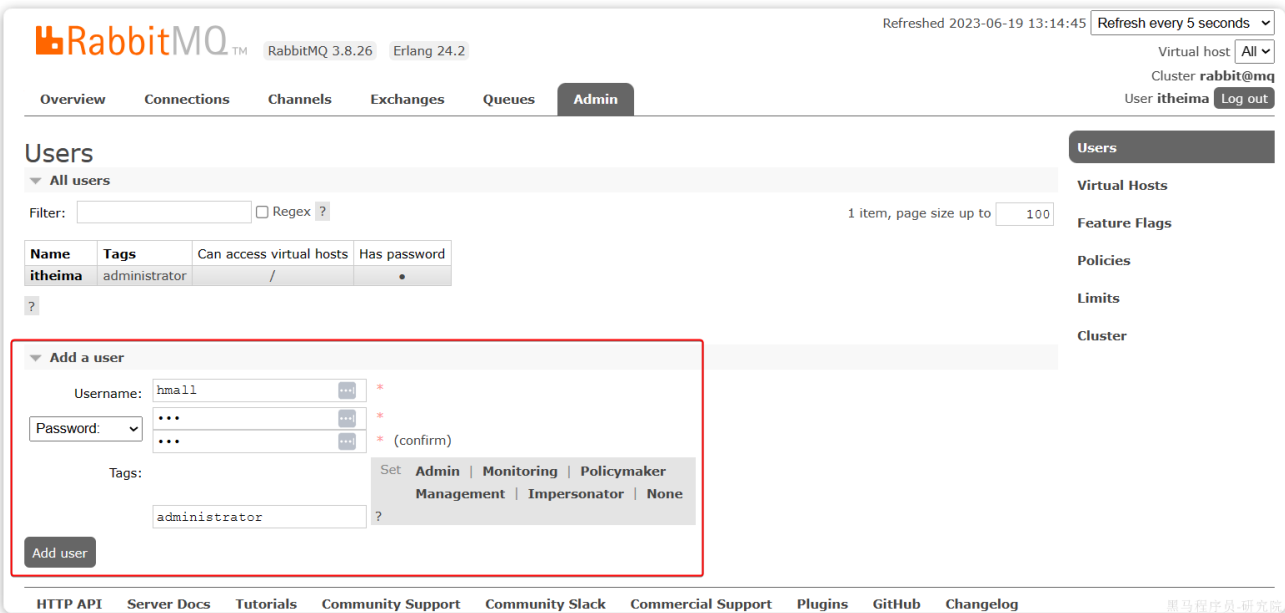 Refreshed 2023-06-19 13:14:45 Refresh every 5 seconds
RabbitMQ TM RabbitMQ 3.8.26 Erlang 24.2
Virtual host All
Cluster rabbit@mq
User itheima Log out
Overview Connections Channels Exchanges Queues Admin
Users
All users
Filter: Regex ? 1 item, page size up to 100
Name Tags Can access virtual hosts Has password
itheima administrator / ●
?
Add a user
Username: hmall *
Password: ••• *
••• * (confirm)
Tags: Set Admin | Monitoring | Policymaker
Management | Impersonator | None
administrator ?
Add user
Users
Virtual Hosts
Feature Flags
Policies
Limits
Cluster
HTTP API Server Docs Tutorials Community Support Community Slack Commercial Support Plugins GitHub Changelog
黑马程序员-研究院